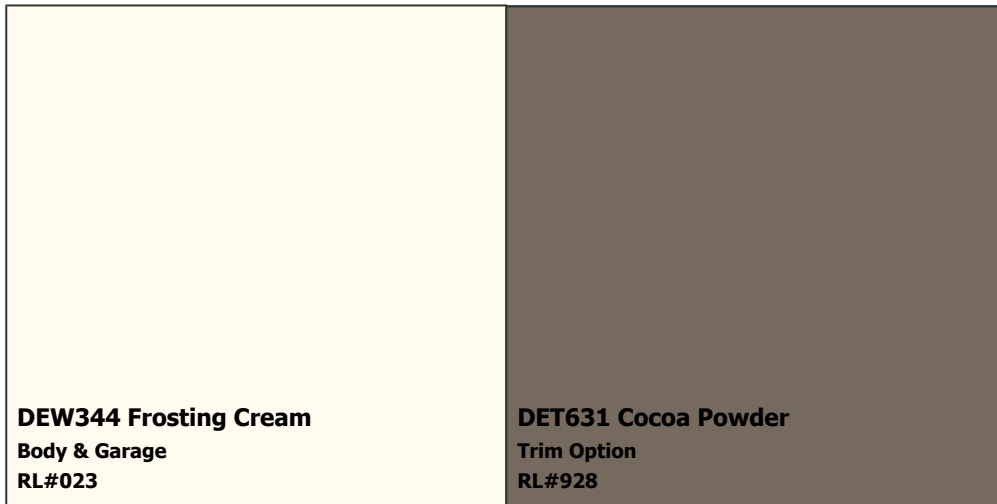 DEW344 Frosting Cream
Body & Garage
RL#023
DET631 Cocoa Powder
Trim Option
RL#928